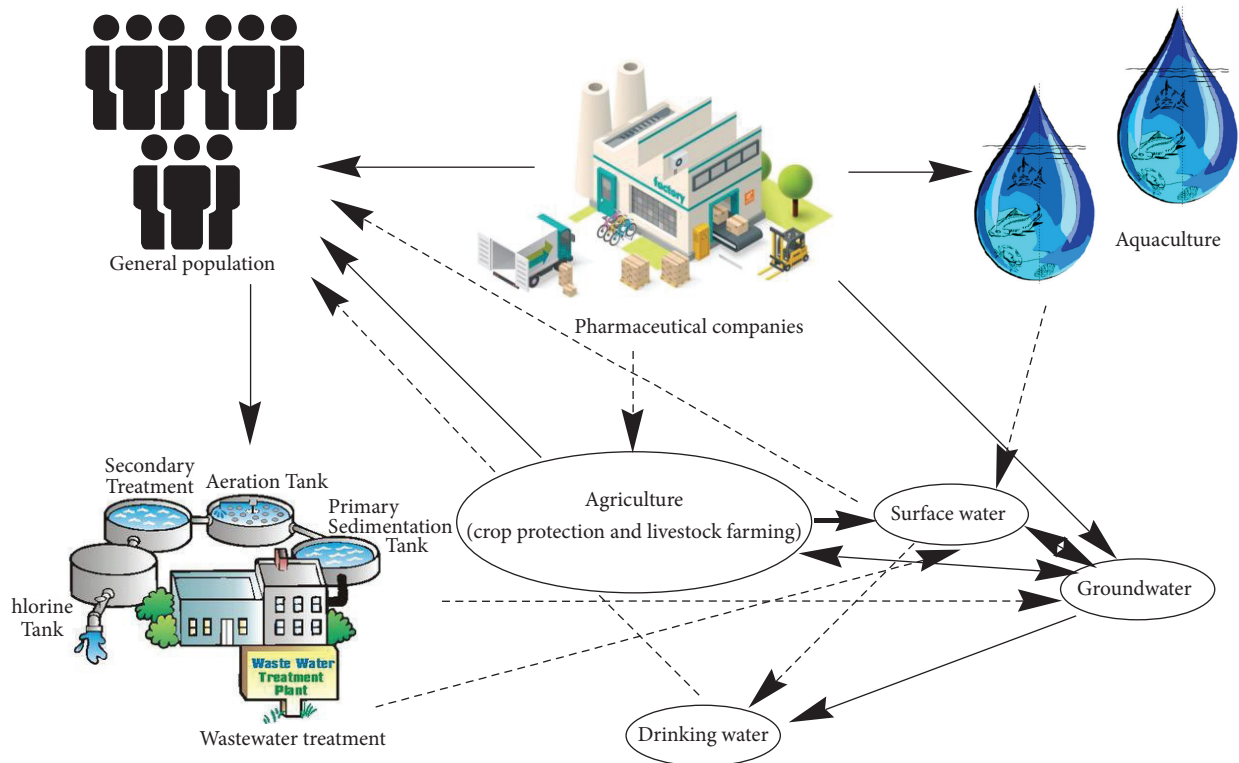 General population
factory
Pharmaceutical companies
Aquaculture
Secondary
Treatment
Aeration Tank
Primary
Sedimentation
Tank
hlorine
Tank
Waste Water
Treatment
Plant
Wastewater treatment
Agriculture
(crop protection and livestock farming)
Surface water
Groundwater
Drinking water